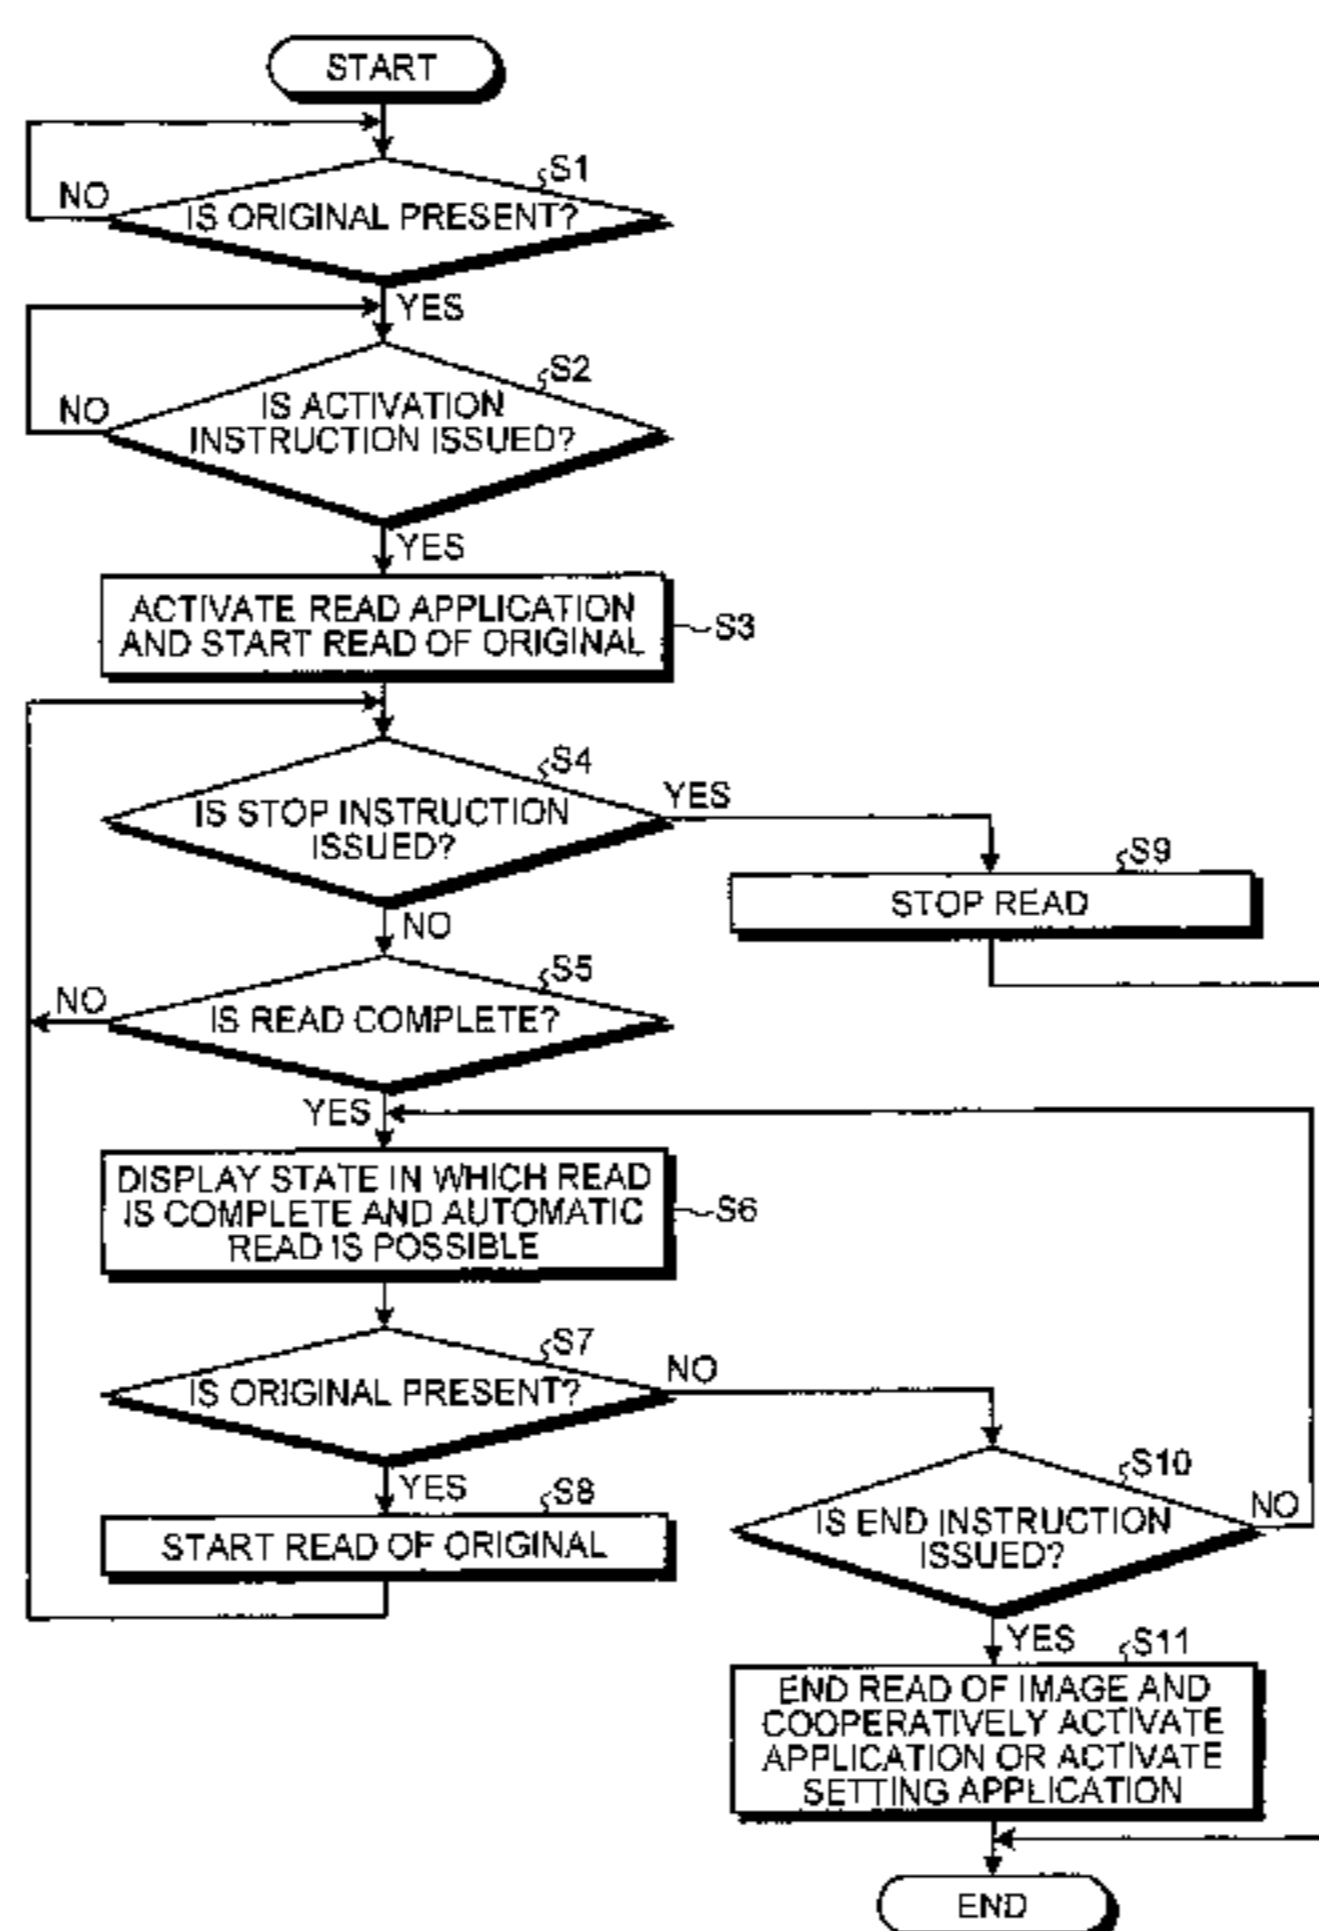 START
S1
NO
IS ORIGINAL PRESENT?
YES
S2
NO
IS ACTIVATION
INSTRUCTION ISSUED?
YES
ACTIVATE READ APPLICATION
AND START READ OF ORIGINAL
S3
S4
YES
IS STOP INSTRUCTION
ISSUED?
S9
STOP READ
NO
S5
NO
IS READ COMPLETE?
YES
DISPLAY STATE IN WHICH READ
IS COMPLETE AND AUTOMATIC
READ IS POSSIBLE
S6
S7
NO
IS ORIGINAL PRESENT?
YES
S8
START READ OF ORIGINAL
S10
NO
IS END INSTRUCTION
ISSUED?
YES
S11
END READ OF IMAGE AND
COOPERATIVELY ACTIVATE
APPLICATION OR ACTIVATE
SETTING APPLICATION
END